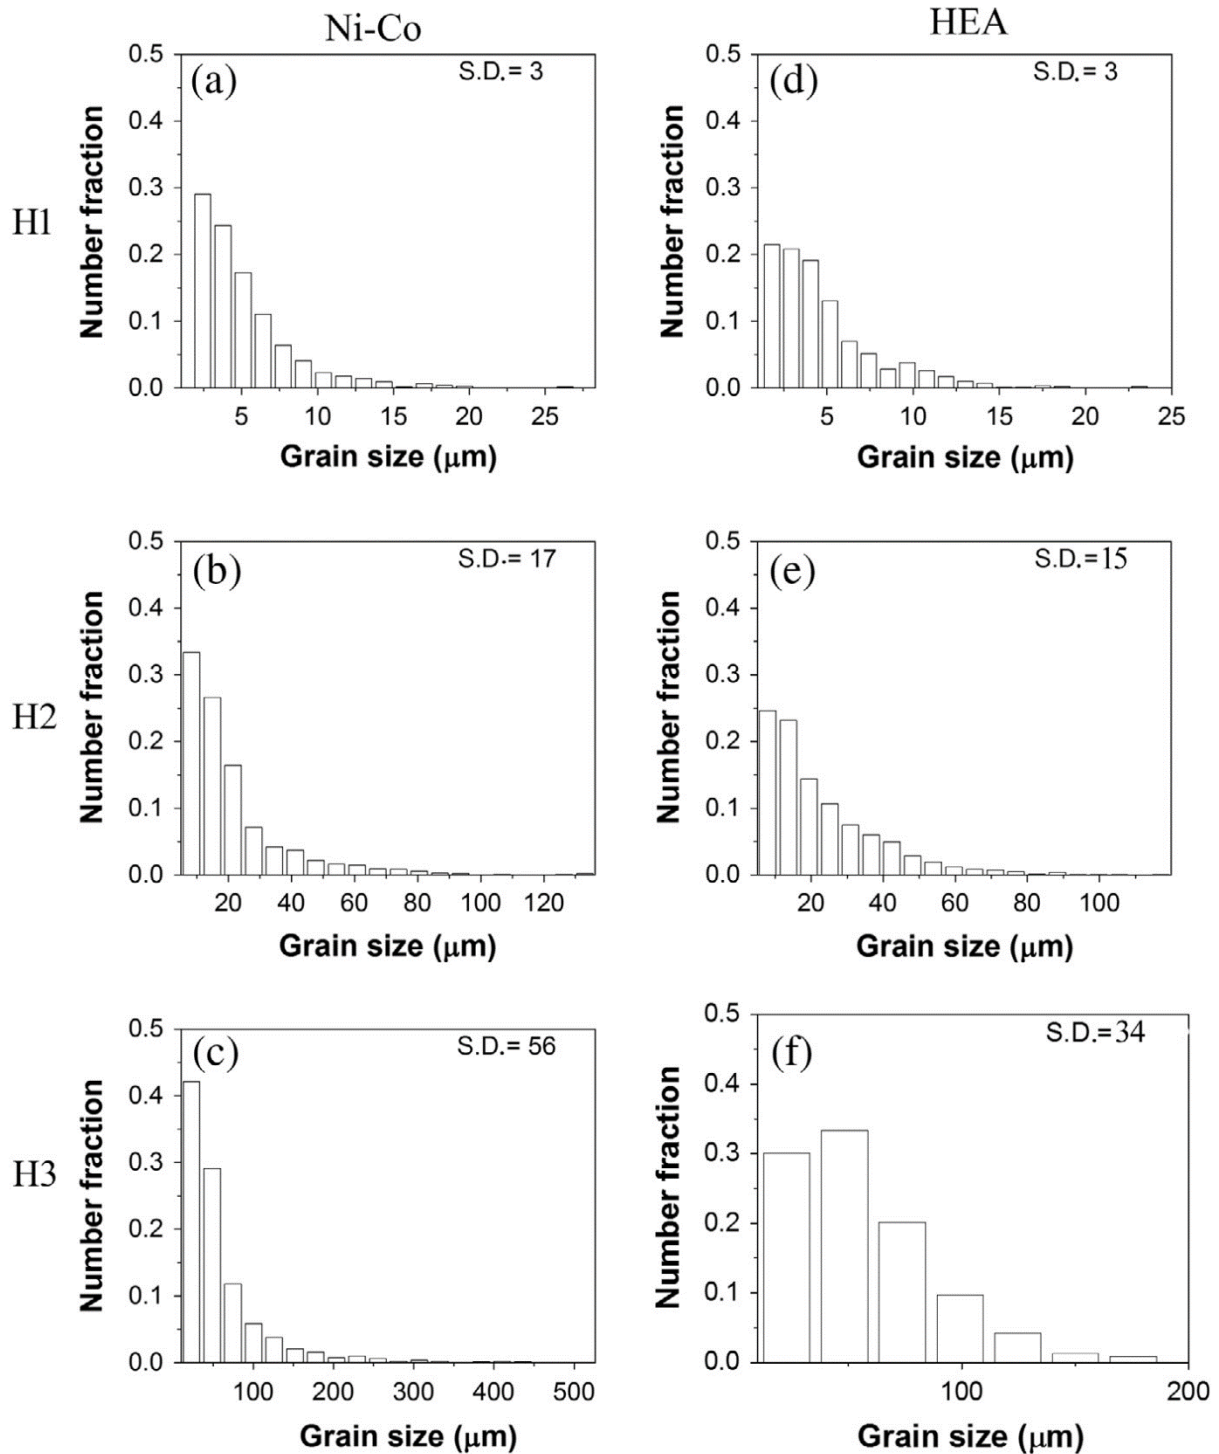 Ni-Co
HEA
H1
(a)
S.D.= 3
Number fraction
0.5
0.4
0.3
0.2
0.1
0.0
5
10
15
20
25
Grain size (μm)
(d)
S.D.= 3
Number fraction
0.5
0.4
0.3
0.2
0.1
0.0
5
10
15
20
25
Grain size (μm)
H2
(b)
S.D.= 17
Number fraction
0.5
0.4
0.3
0.2
0.1
0.0
20
40
60
80
100
120
Grain size (μm)
(e)
S.D.= 15
Number fraction
0.5
0.4
0.3
0.2
0.1
0.0
20
40
60
80
100
Grain size (μm)
H3
(c)
S.D.= 56
Number fraction
0.5
0.4
0.3
0.2
0.1
0.0
100
200
300
400
500
Grain size (μm)
(f)
S.D.= 34
Number fraction
0.5
0.4
0.3
0.2
0.1
0.0
100
200
Grain size (μm)